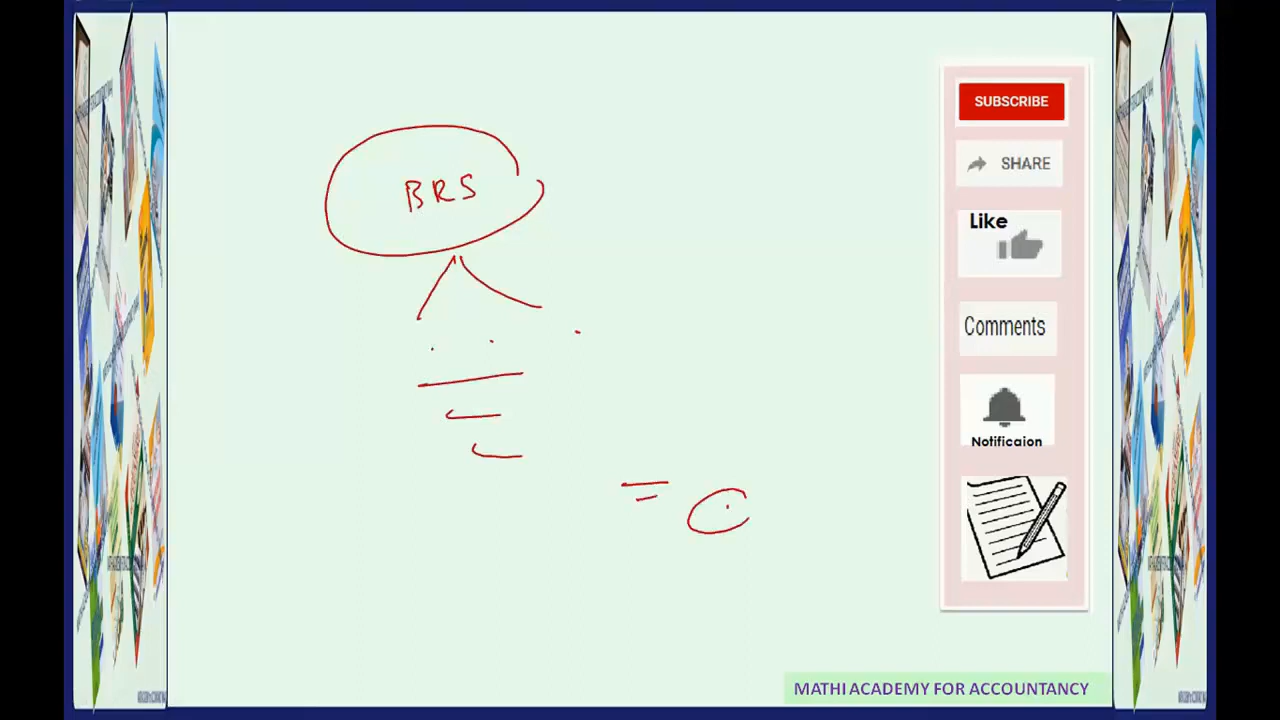 BRS
SUBSCRIBE
SHARE
Like
Comments
Notificaion
MATHI ACADEMY FOR ACCOUNTANCY